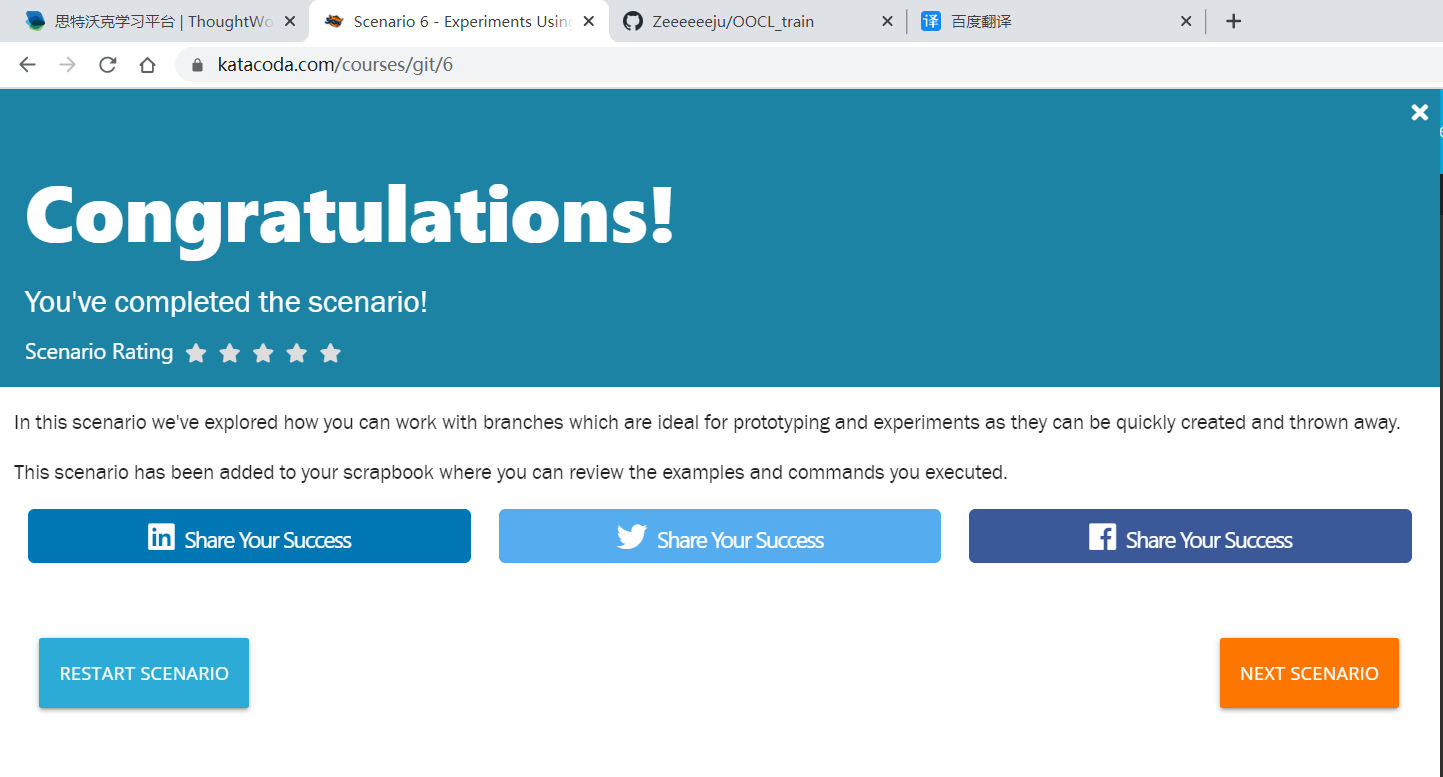 思特沃克学习平台 | ThoughtWo
Scenario 6 - Experiments Using
Zeeeeeeju/OOCL_train
译 百度翻译
katacoda.com/courses/git/6
Congratulations!
You've completed the scenario!
Scenario Rating
In this scenario we've explored how you can work with branches which are ideal for prototyping and experiments as they can be quickly created and thrown away.
This scenario has been added to your scrapbook where you can review the examples and commands you executed.
in Share Your Success
Share Your Success
f Share Your Success
RESTART SCENARIO
NEXT SCENARIO